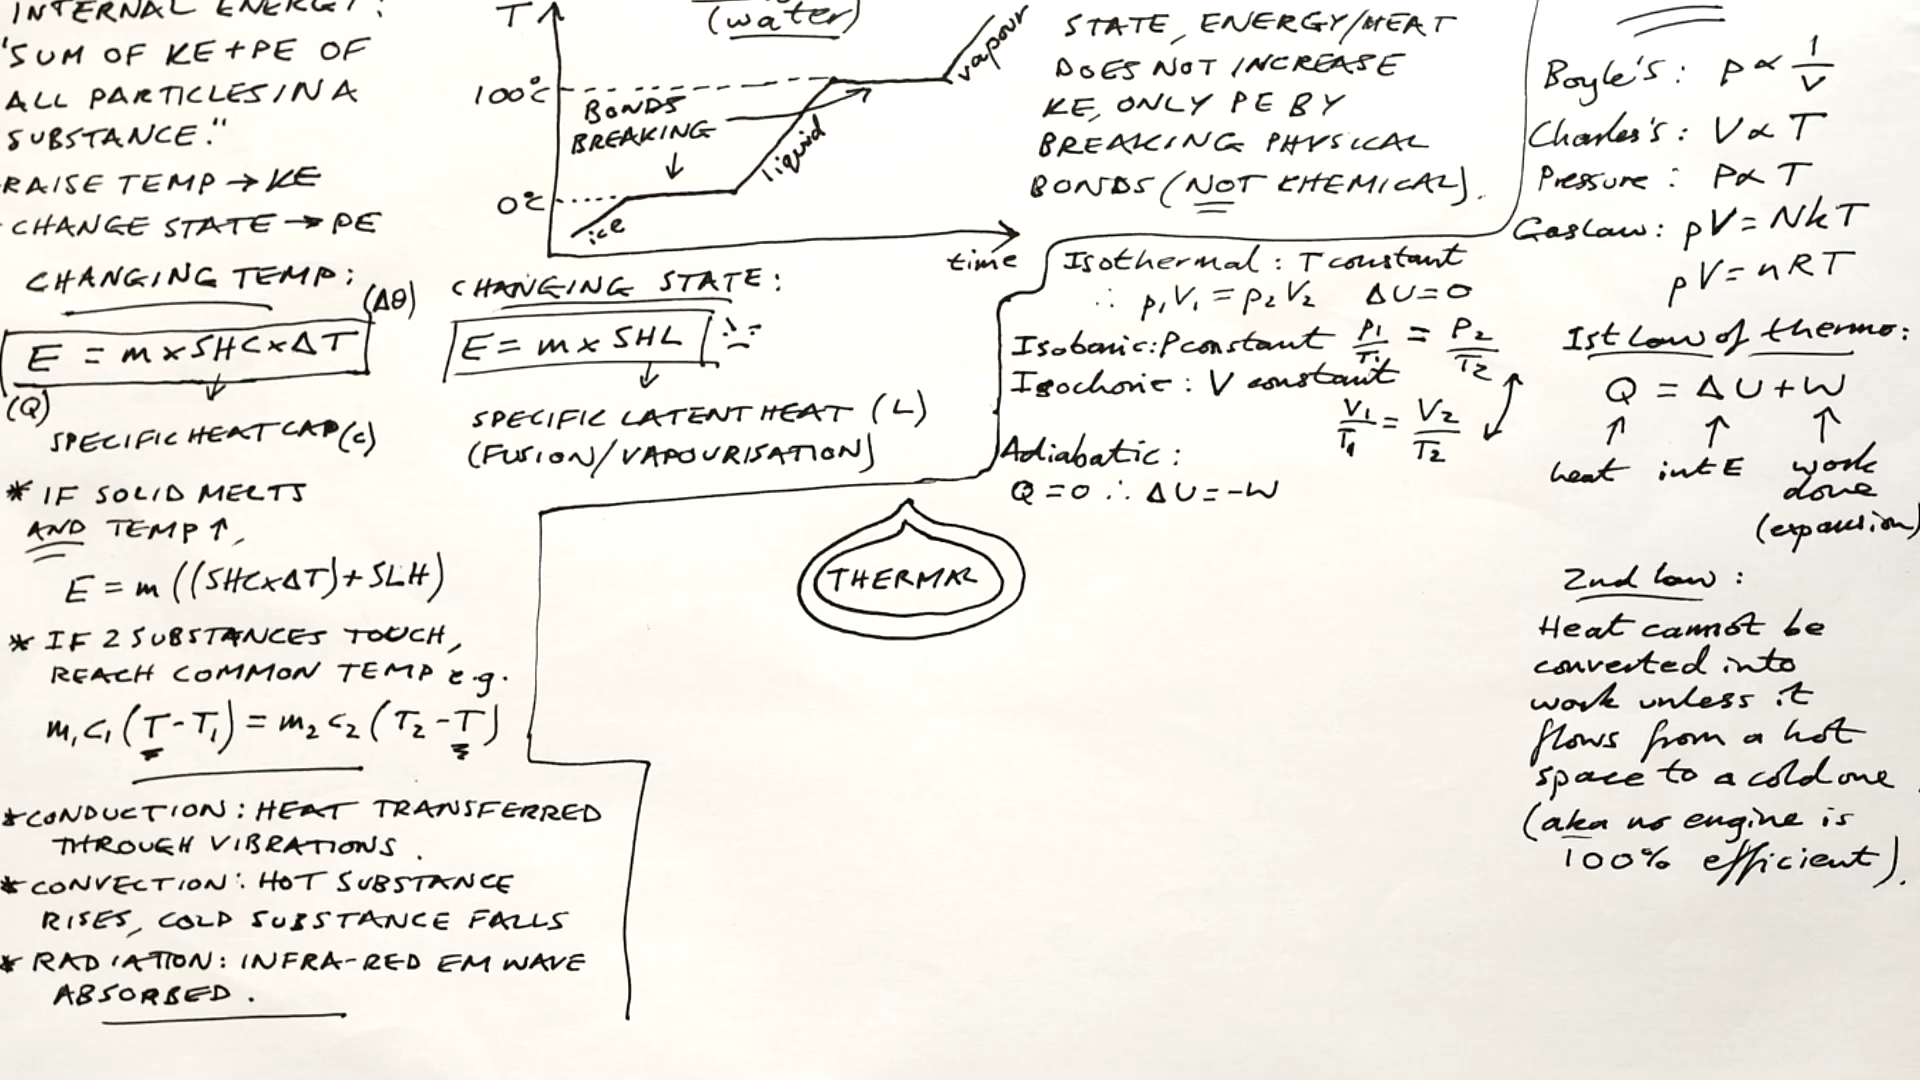 INTERNAL ENERGY:
"SUM OF KE+PE OF
ALL PARTICLES IN A
SUBSTANCE."
RAISE TEMP → KE
CHANGE STATE → PE
CHANGING TEMP:
(Δθ)
E = m x SHC x ΔT
(Q)
SPECIFIC HEAT CAP (c)
* IF SOLID MELTS
AND TEMP ↑,
E = m ((SHC x ΔT) + SLH)
* IF 2 SUBSTANCES TOUCH,
REACH COMMON TEMP e.g.
m₁c₁(T-T₁) = m₂c₂(T₂-T)
* CONDUCTION: HEAT TRANSFERRED
THROUGH VIBRATIONS.
* CONVECTION: HOT SUBSTANCE
RISES, COLD SUBSTANCE FALLS
* RADIATION: INFRA-RED EM WAVE
ABSORBED.
(water)
T
100°C
0°C
BONDS
BREAKING
ice
liquid
vapour
time
CHANGING STATE:
E = m x SHL
SPECIFIC LATENT HEAT (L)
(FUSION/VAPOURISATION)
STATE, ENERGY/HEAT
DOES NOT INCREASE
KE, ONLY PE BY
BREAKING PHYSICAL
BONDS (NOT CHEMICAL).
Isothermal: T constant
∴ p₁V₁ = p₂V₂ ΔU=0
Isobaric: P constant P₁/T₁ = P₂/T₂
Isochoric: V constant
V₁/T₁ = V₂/T₂
Adiabatic:
Q = 0 ∴ ΔU = -W
THERMAL
Boyle's: p ∝ 1/V
Charles's: V ∝ T
Pressure: P ∝ T
Gas law: pV = NkT
pV = nRT
1st Law of thermo:
Q = ΔU + W
heat int E work
done
(expansion)
2nd law:
Heat cannot be
converted into
work unless it
flows from a hot
space to a cold one
(aka no engine is
100% efficient).